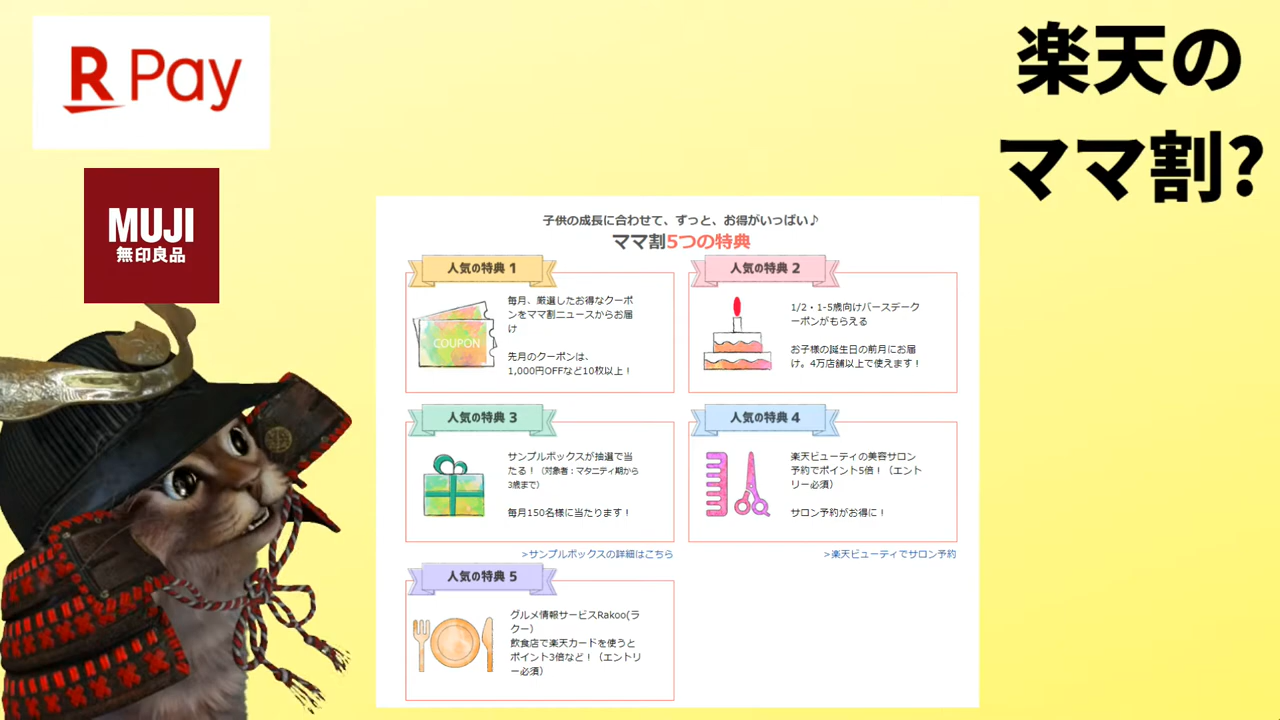 R Pay
MUJI
無印良品
楽天の
ママ割?
子供の成長に合わせて、ずっと、お得がいっぱい♪
ママ割5つの特典
人気の特典 1
毎月、厳選したお得なクーポ
ンをママ割ニュースからお届
け
先月のクーポンは、
1,000円OFFなど10枚以上！
COUPON
人気の特典 2
1/2・1-5歳向けバースデーク
ーポンがもらえる
お子様の誕生日の前月にお届
け。4万店舗以上で使えます！
人気の特典 3
サンプルボックスが抽選で当
たる！（対象者：マタニティ期から
3歳まで）
毎月150名様に当たります！
>サンプルボックスの詳細はこちら
人気の特典 4
楽天ビューティの美容サロン
予約でポイント5倍！（エント
リー必須）
サロン予約がお得に！
>楽天ビューティでサロン予約
人気の特典 5
グルメ情報サービスRakoo(ラ
クー）
飲食店で楽天カードを使うと
ポイント3倍など！（エントリ
ー必須）